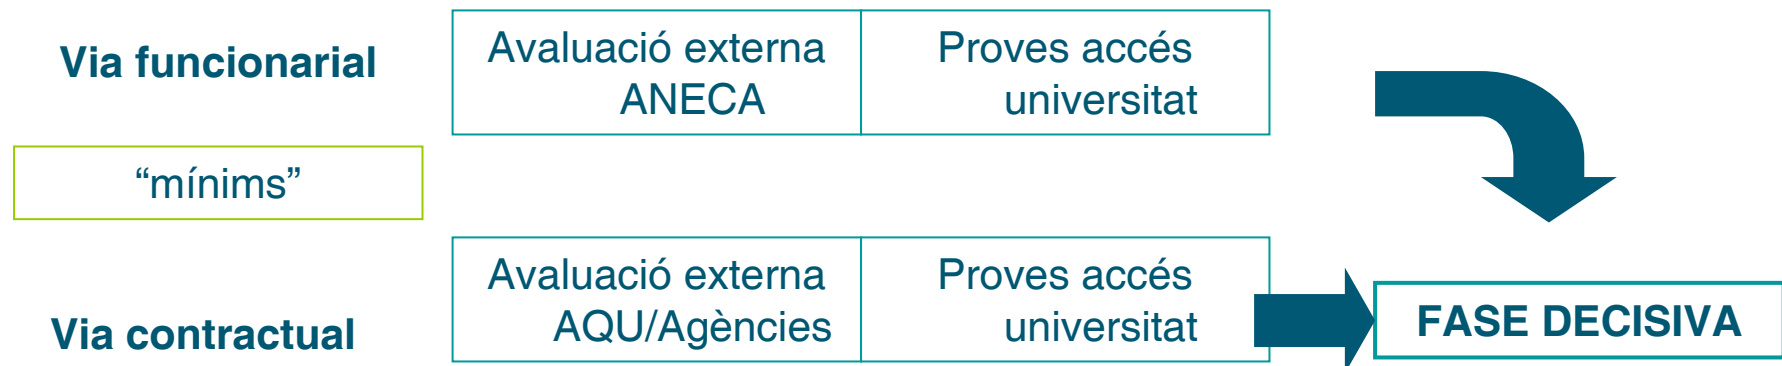 Via funcionarial
Avaluació externa
ANECA
Proves accés
universitat
“mínims”
Via contractual
Avaluació externa
AQU/Agències
Proves accés
universitat
FASE DECISIVA